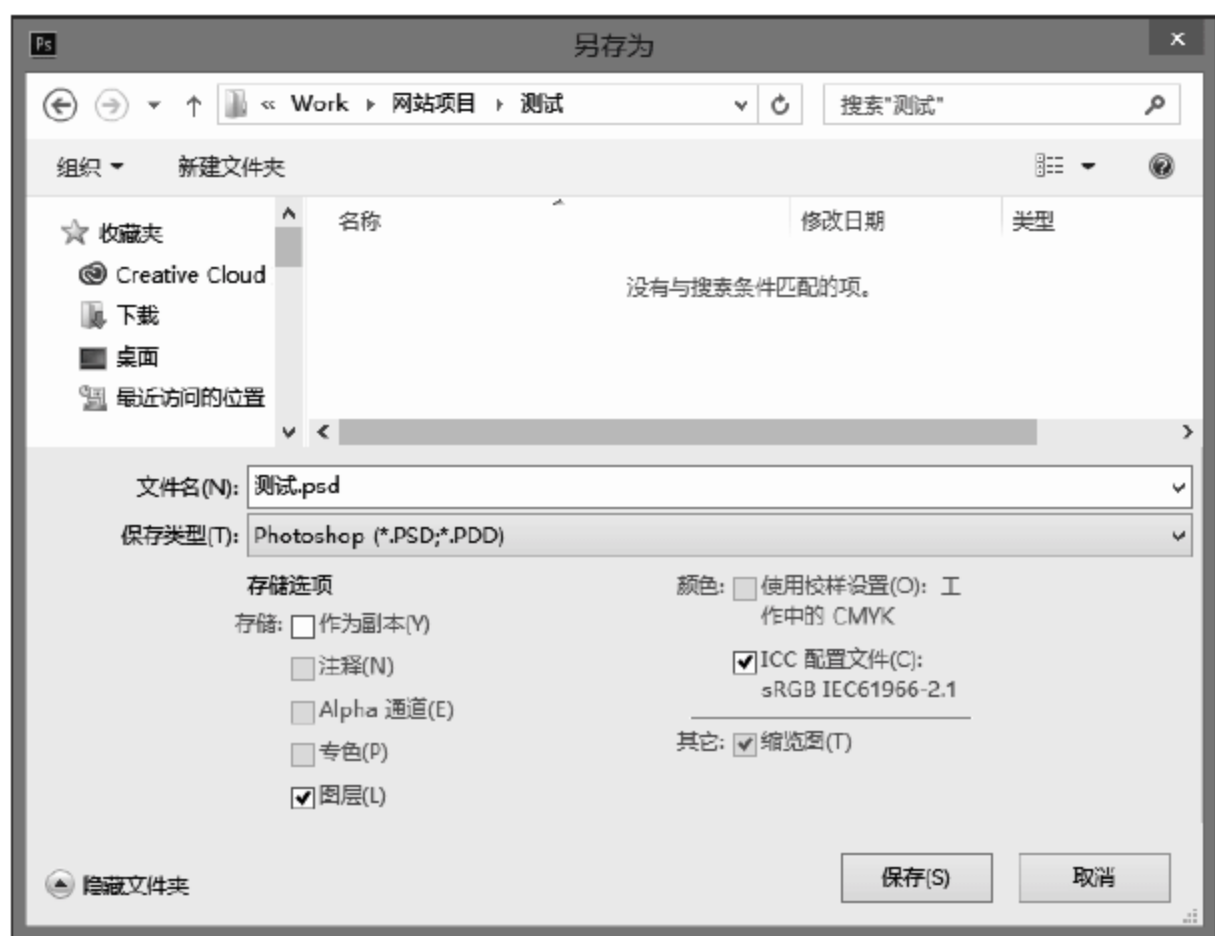 Ps 另存为 x
« Work 网站项目 测试 搜索"测试"
组织 新建文件夹
收藏夹 名称 修改日期 类型
Creative Cloud
没有与搜索条件匹配的项。
下载
桌面
最近访问的位置
文件名(N): 测试.psd
保存类型(T): Photoshop (*.PSD;*.PDD)
存储选项
存储: 作为副本(Y)
注释(N)
Alpha 通道(E)
专色(P)
图层(L)
颜色: 使用校样设置(O): 工
作中的 CMYK
ICC 配置文件(C):
sRGB IEC61966-2.1
其它: 缩览图(T)
隐藏文件夹 保存(S) 取消